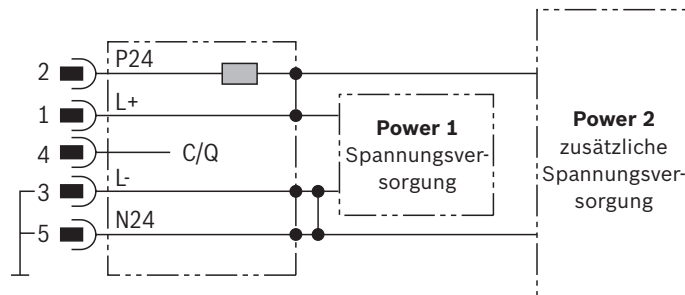 2 P24
1 L+
4 C/Q
3 L-
5 N24
Power 1
Spannungsver-
sorgung
Power 2
zusätzliche
Spannungsver-
sorgung